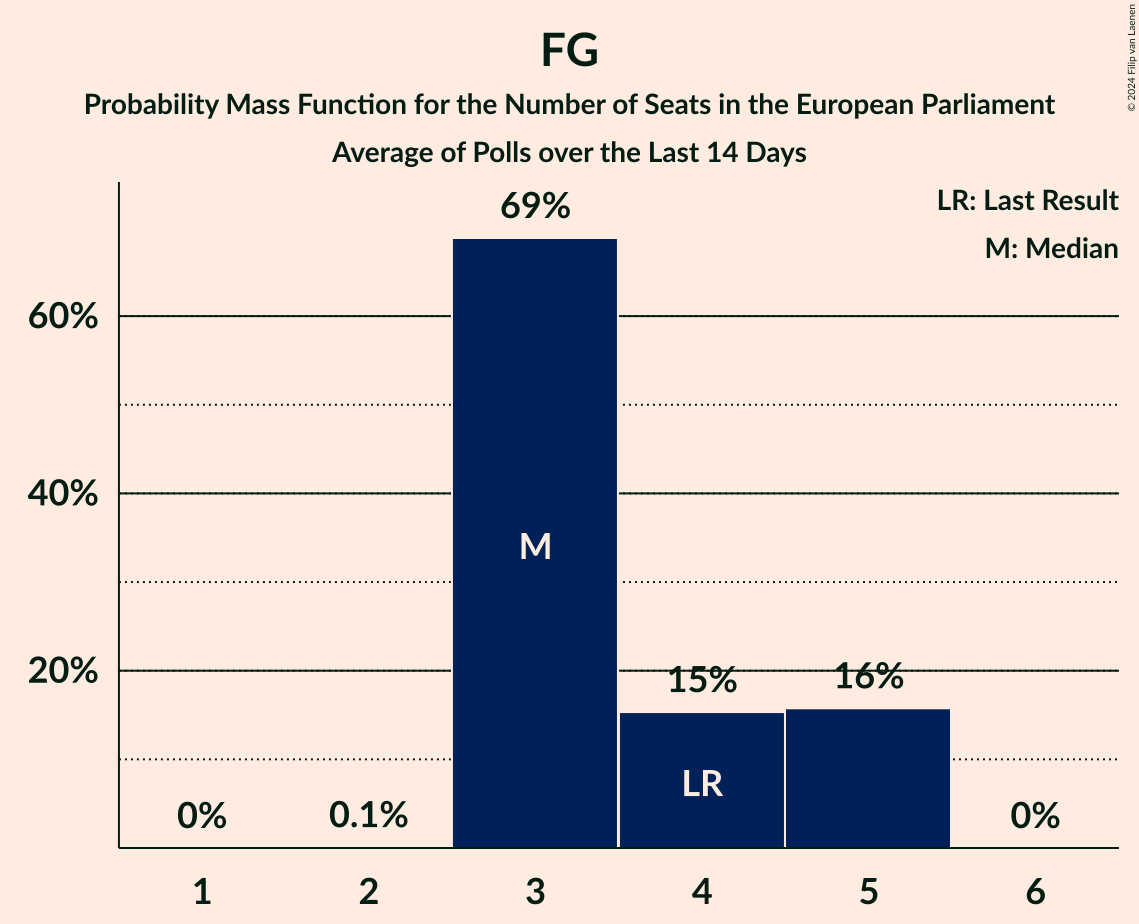 FG
Probability Mass Function for the Number of Seats in the European Parliament
Average of Polls over the Last 14 Days
© 2024 Filip van Laenen
LR: Last Result
M: Median
69%
60%
40%
M
20%
15%
16%
LR
0%
0.1%
0%
1 2 3 4 5 6